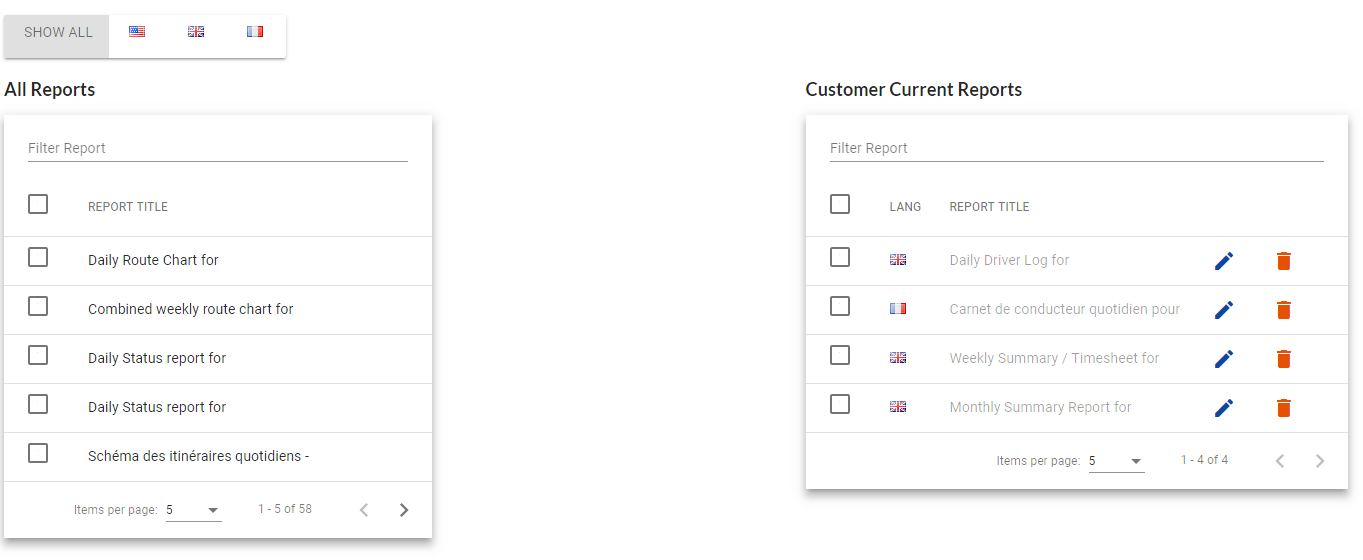 SHOW ALL
All Reports
Filter Report
REPORT TITLE
Daily Route Chart for
Combined weekly route chart for
Daily Status report for
Daily Status report for
Schéma des itinéraires quotidiens -
Items per page: 5 1 - 5 of 58
Customer Current Reports
Filter Report
LANG REPORT TITLE
Daily Driver Log for
Carnet de conducteur quotidien pour
Weekly Summary / Timesheet for
Monthly Summary Report for
Items per page: 5 1 - 4 of 4